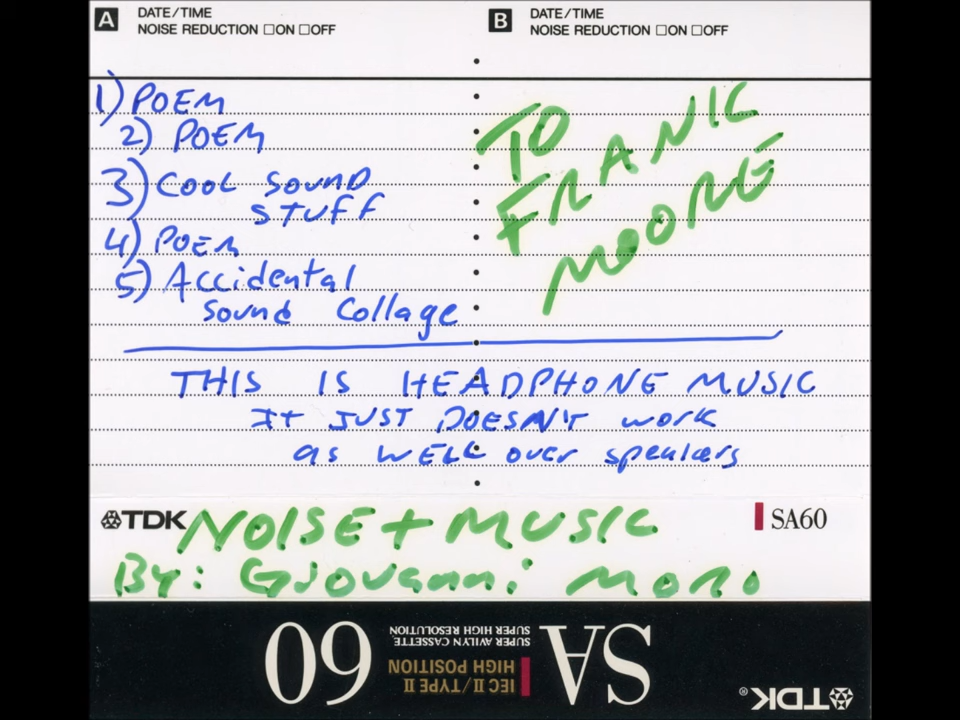 A DATE/TIME
NOISE REDUCTION □ON □OFF
B DATE/TIME
NOISE REDUCTION □ON □OFF
1) POEM
2) POEM
3) COOL SOUND
STUFF
4) POEM
5) Accidental
Sound Collage
TO
FRANK
MOORE
THIS IS HEADPHONE MUSIC
IT JUST DOESN'T work
as WELL over speakers
TDK NOISE + MUSIC SA60
By: Giovanni Moro
SA 60
SUPER AVILYN CASSETTE
SUPER HIGH RESOLUTION
IEC II/TYPE II
HIGH POSITION
TDK®